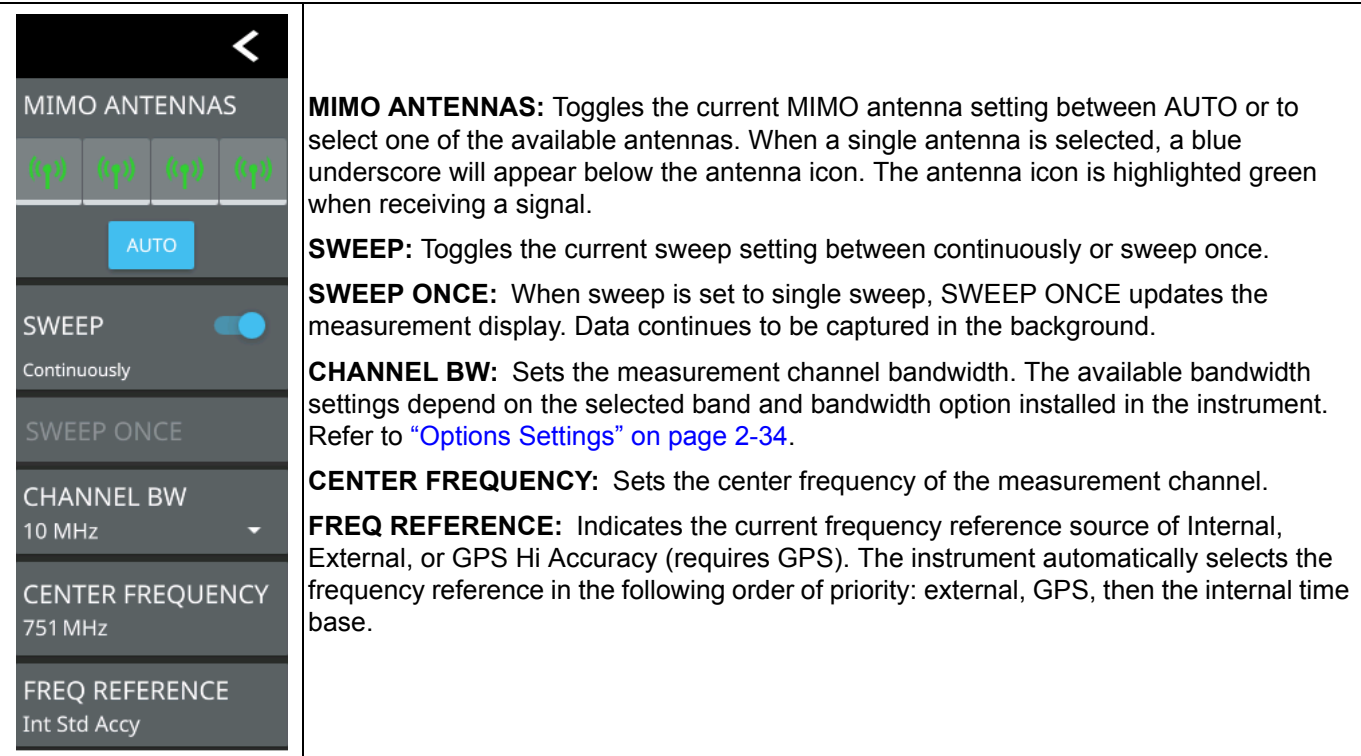 MIMO ANTENNAS
AUTO
SWEEP
Continuously
SWEEP ONCE
CHANNEL BW
10 MHz
CENTER FREQUENCY
751 MHz
FREQ REFERENCE
Int Std Accy
MIMO ANTENNAS: Toggles the current MIMO antenna setting between AUTO or to
select one of the available antennas. When a single antenna is selected, a blue
underscore will appear below the antenna icon. The antenna icon is highlighted green
when receiving a signal.
SWEEP: Toggles the current sweep setting between continuously or sweep once.
SWEEP ONCE: When sweep is set to single sweep, SWEEP ONCE updates the
measurement display. Data continues to be captured in the background.
CHANNEL BW: Sets the measurement channel bandwidth. The available bandwidth
settings depend on the selected band and bandwidth option installed in the instrument.
Refer to “Options Settings” on page 2-34.
CENTER FREQUENCY: Sets the center frequency of the measurement channel.
FREQ REFERENCE: Indicates the current frequency reference source of Internal,
External, or GPS Hi Accuracy (requires GPS). The instrument automatically selects the
frequency reference in the following order of priority: external, GPS, then the internal time
base.